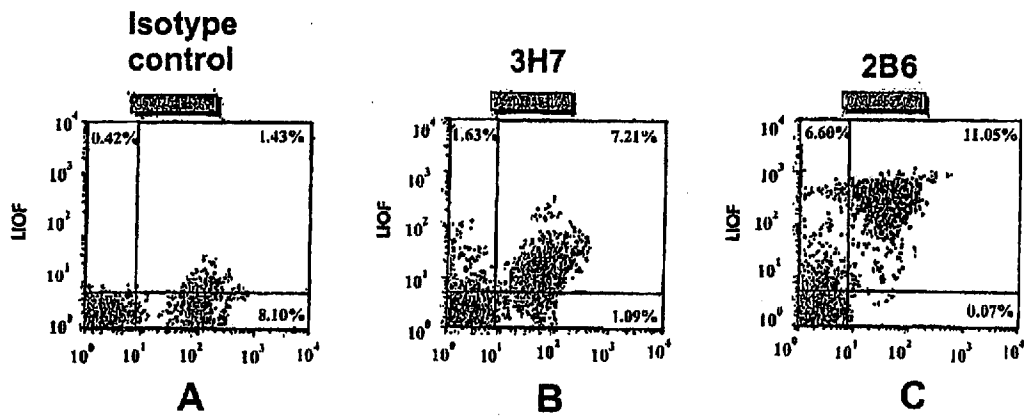 Isotype
control
3H7
2B6
10⁴
0.42%
1.43%
10³
10²
10¹
10⁰
8.10%
LIOF
10⁰ 10¹ 10² 10³ 10⁴
A
10⁴
1.63%
7.21%
10³
10²
10¹
10⁰
1.09%
LIOF
10⁰ 10¹ 10² 10³ 10⁴
B
10⁴
6.60%
11.05%
10³
10²
10¹
10⁰
0.07%
LIOF
10⁰ 10¹ 10² 10³ 10⁴
C